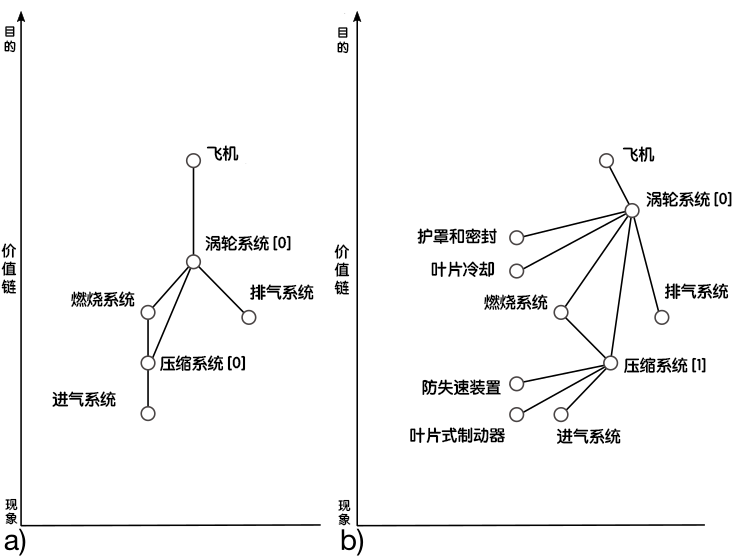 目的
飞机
涡轮系统 [0]
价值链
排气系统
燃烧系统
压缩系统 [0]
进气系统
现象
a)
目的
飞机
涡轮系统 [0]
护罩和密封
价值链
叶片冷却
排气系统
燃烧系统
压缩系统 [1]
防失速装置
叶片式制动器
进气系统
现象
b)